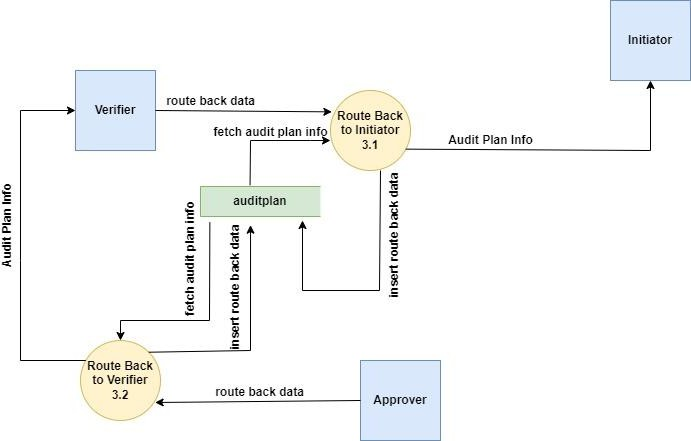 Initiator
Verifier
route back data
Route Back
to Initiator
3.1
fetch audit plan info
Audit Plan Info
auditplan
insert route back data
fetch audit plan info
insert route back data
Audit Plan Info
Route Back
to Verifier
3.2
route back data
Approver